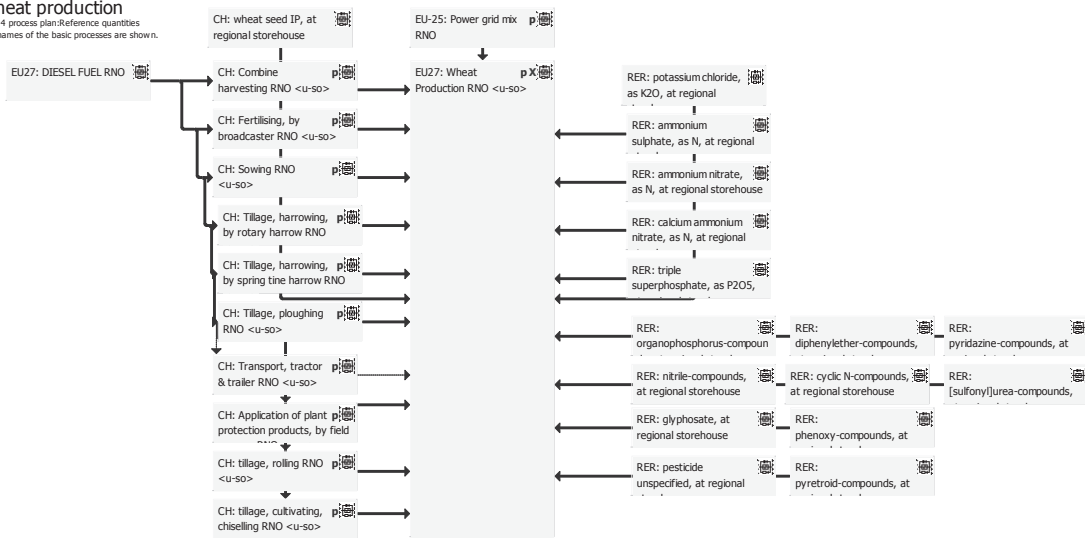 heat production
4 process plan:Reference quantities
names of the basic processes are shown.
CH: wheat seed IP, at
regional storehouse
EU-25: Power grid mix p
RNO
EU27: DIESEL FUEL RNO
CH: Combine p
harvesting RNO <u-so>
EU27: Wheat pX
Production RNO <u-so>
RER: potassium chloride,
as K2O, at regional
CH: Fertilising, by p
broadcaster RNO <u-so>
RER: ammonium
sulphate, as N, at regional
CH: Sowing RNO p
<u-so>
RER: ammonium nitrate,
as N, at regional storehouse
CH: Tillage, harrowing, p
by rotary harrow RNO
RER: calcium ammonium
nitrate, as N, at regional
CH: Tillage, harrowing, p
by spring tine harrow RNO
RER: triple
superphosphate, as P2O5,
CH: Tillage, ploughing p
RNO <u-so>
RER:
organophosphorus-compoun
RER:
diphenylether-compounds,
RER:
pyridazine-compounds, at
CH: Transport, tractor p
& trailer RNO <u-so>
RER: nitrile-compounds,
at regional storehouse
RER: cyclic N-compounds,
at regional storehouse
RER:
[sulfonyl]urea-compounds,
CH: Application of plant p
protection products, by field
RER: glyphosate, at
regional storehouse
RER:
phenoxy-compounds, at
CH: tillage, rolling RNO p
<u-so>
RER: pesticide
unspecified, at regional
RER:
pyretroid-compounds, at
CH: tillage, cultivating, p
chiselling RNO <u-so>